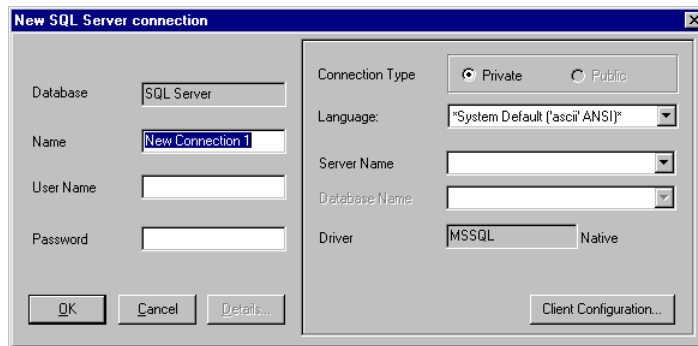 New SQL Server connection
Database
SQL Server
Name
New Connection 1
User Name
Password
OK
Cancel
Details...
Connection Type
Private
Public
Language:
*System Default ('ascii' ANSI)*
Server Name
Database Name
Driver
MSSQL
Native
Client Configuration...